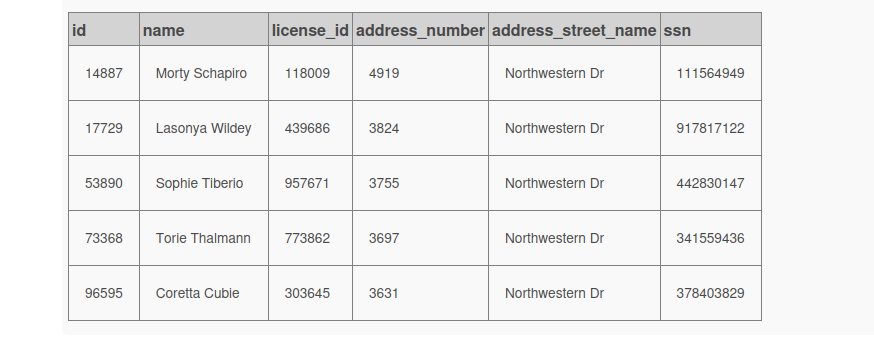 id name license_id address_number address_street_name ssn
14887 Morty Schapiro 118009 4919 Northwestern Dr 111564949
17729 Lasonya Wildey 439686 3824 Northwestern Dr 917817122
53890 Sophie Tiberio 957671 3755 Northwestern Dr 442830147
73368 Torie Thalmann 773862 3697 Northwestern Dr 341559436
96595 Coretta Cubie 303645 3631 Northwestern Dr 378403829